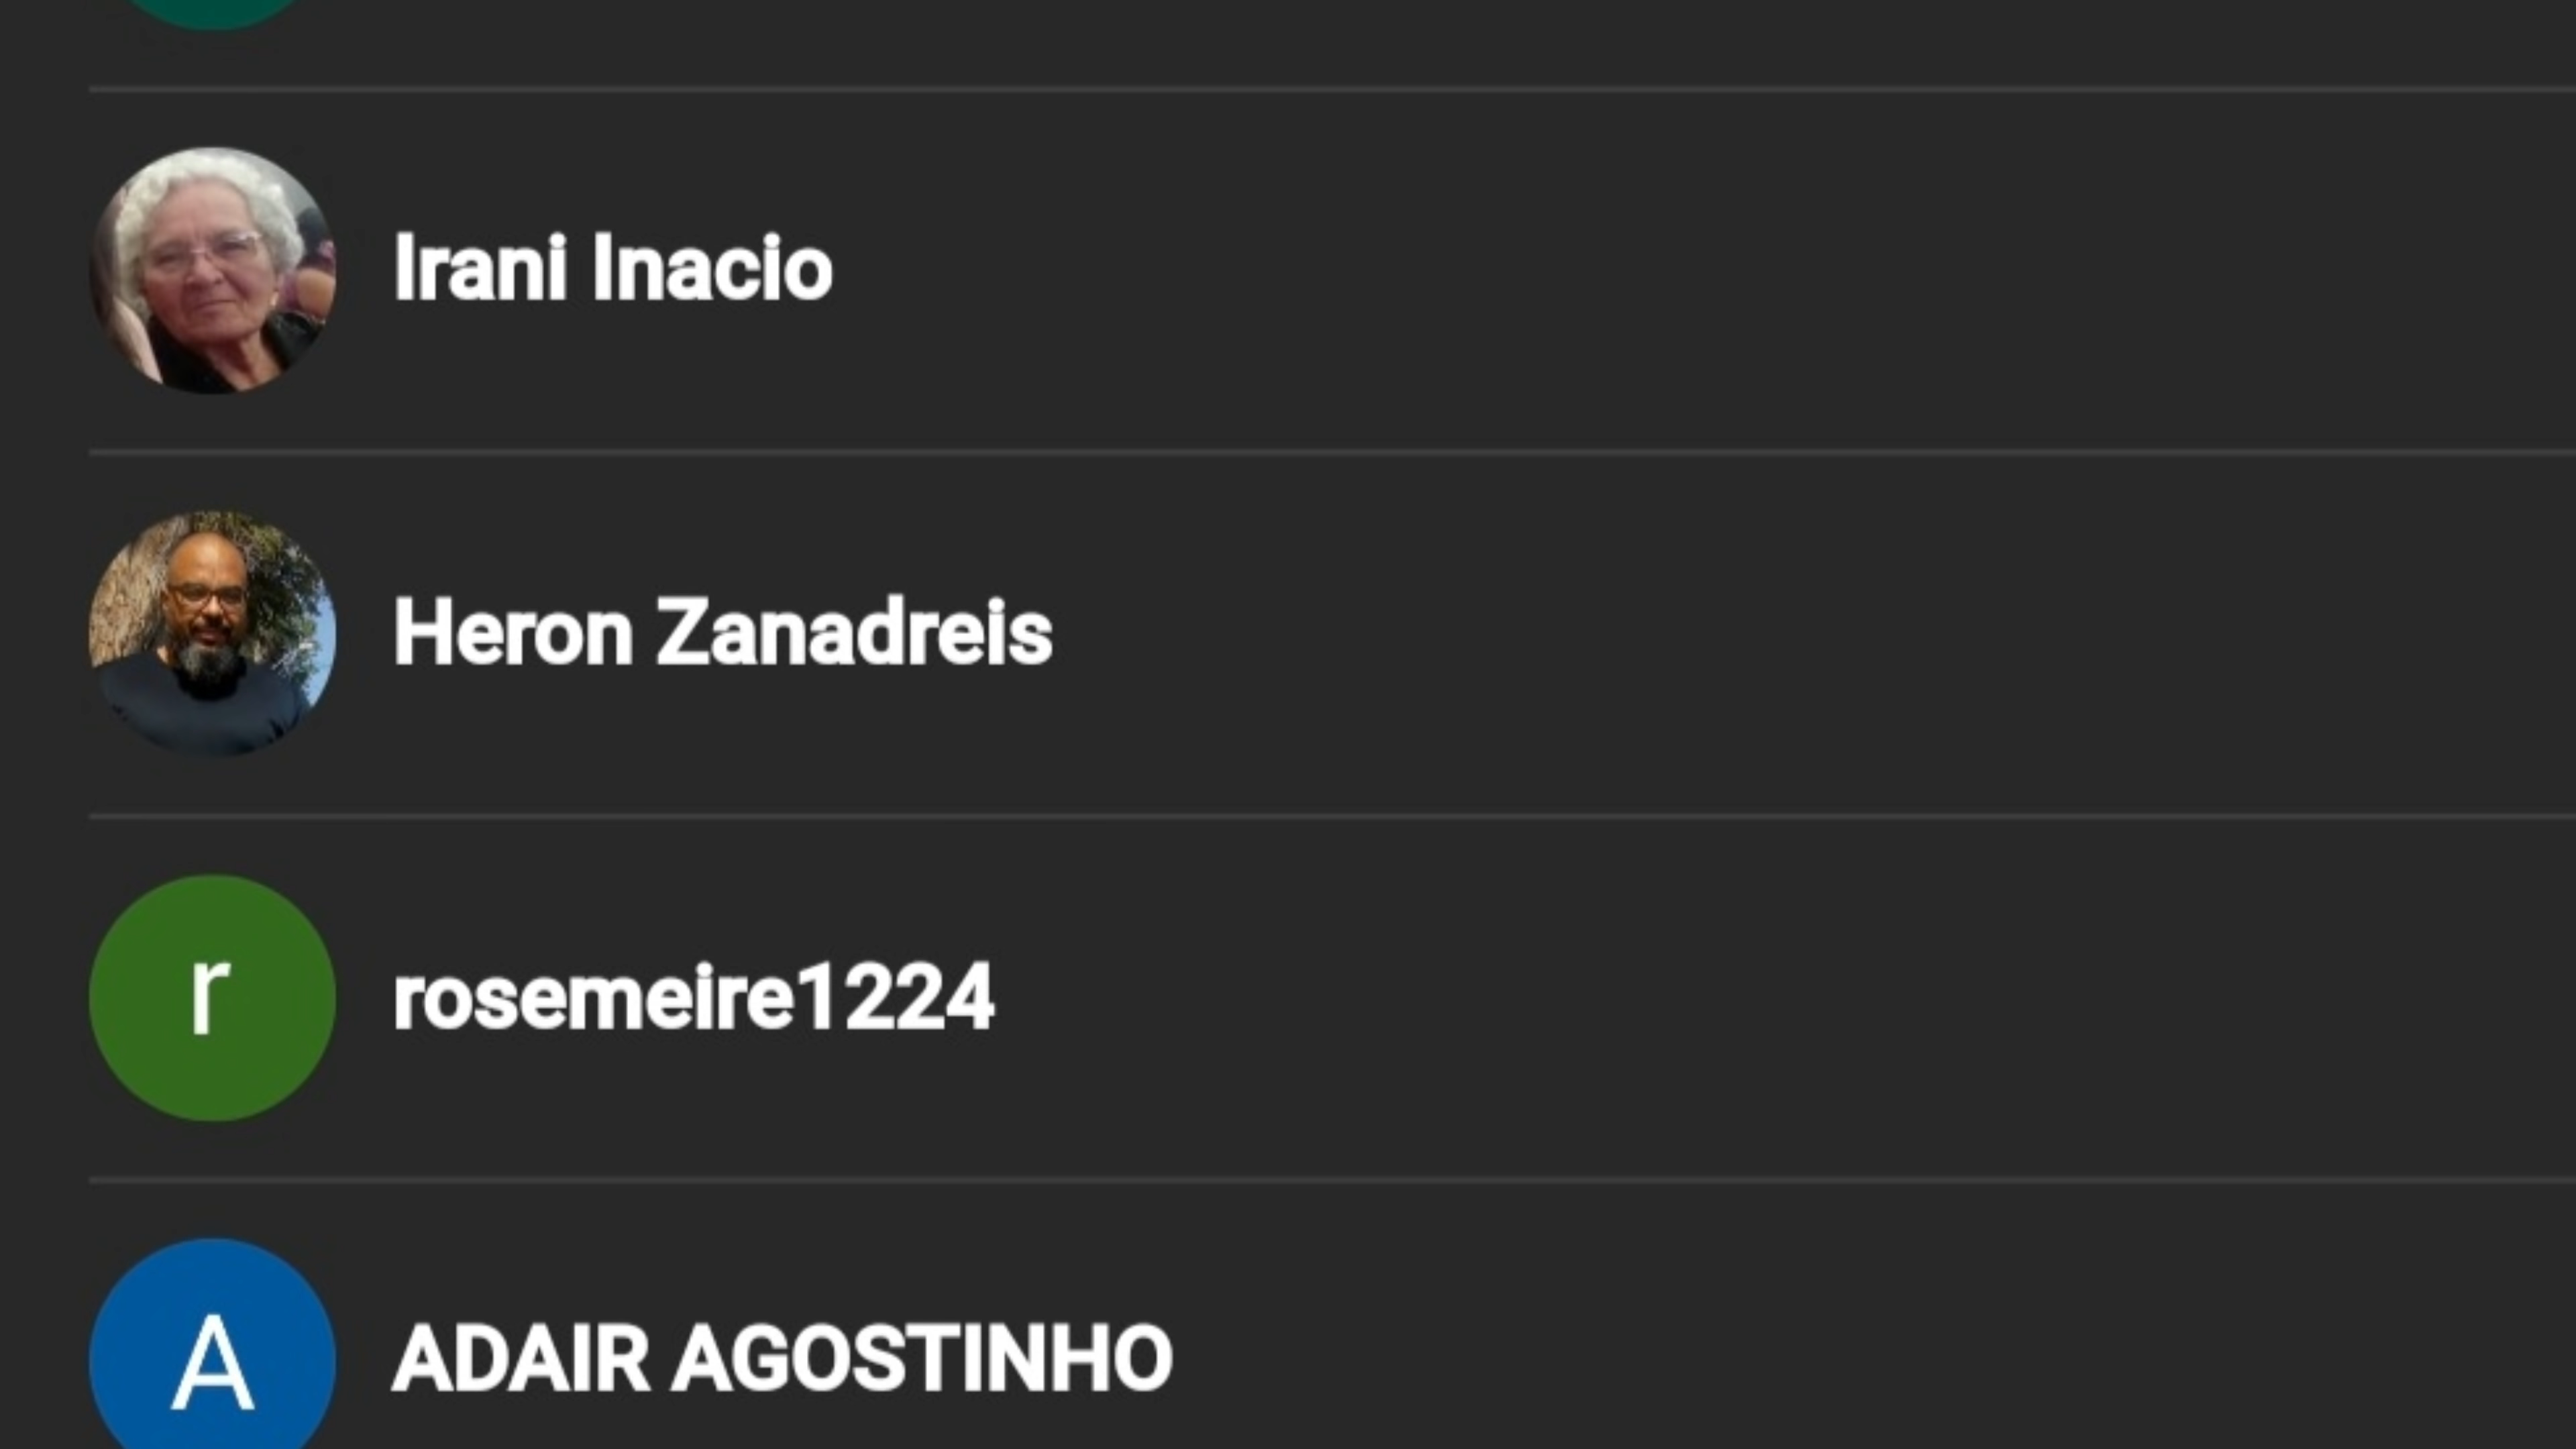 Irani Inacio
Heron Zanadreis
r
rosemeire1224
A
ADAIR AGOSTINHO